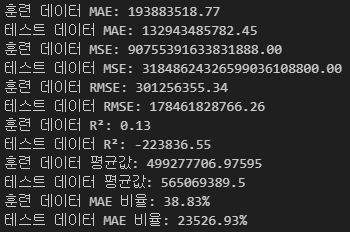 훈련 데이터 MAE: 193883518.77
테스트 데이터 MAE: 132943485782.45
훈련 데이터 MSE: 90755391633831888.00
테스트 데이터 MSE: 31848624326599036108800.00
훈련 데이터 RMSE: 301256355.34
테스트 데이터 RMSE: 178461828766.26
훈련 데이터 R²: 0.13
테스트 데이터 R²: -223836.55
훈련 데이터 평균값: 499277706.97595
테스트 데이터 평균값: 565069389.5
훈련 데이터 MAE 비율: 38.83%
테스트 데이터 MAE 비율: 23526.93%